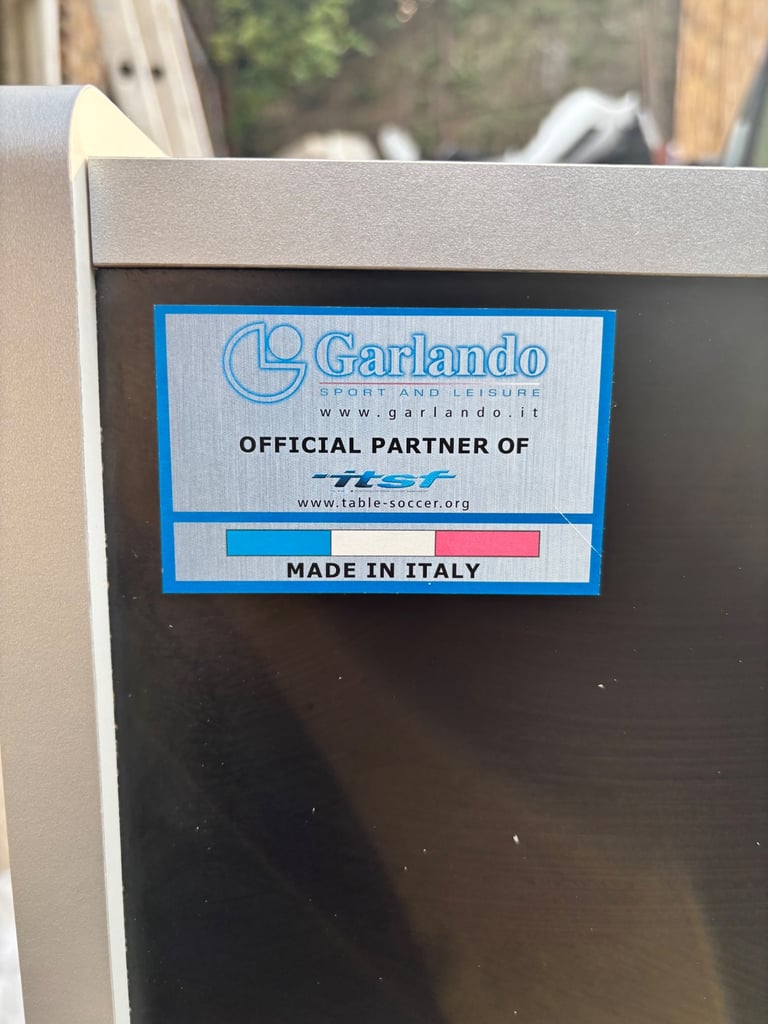 Garlando
SPORT AND LEISURE
www.garlando.it
OFFICIAL PARTNER OF
itsf
www.table-soccer.org
MADE IN ITALY